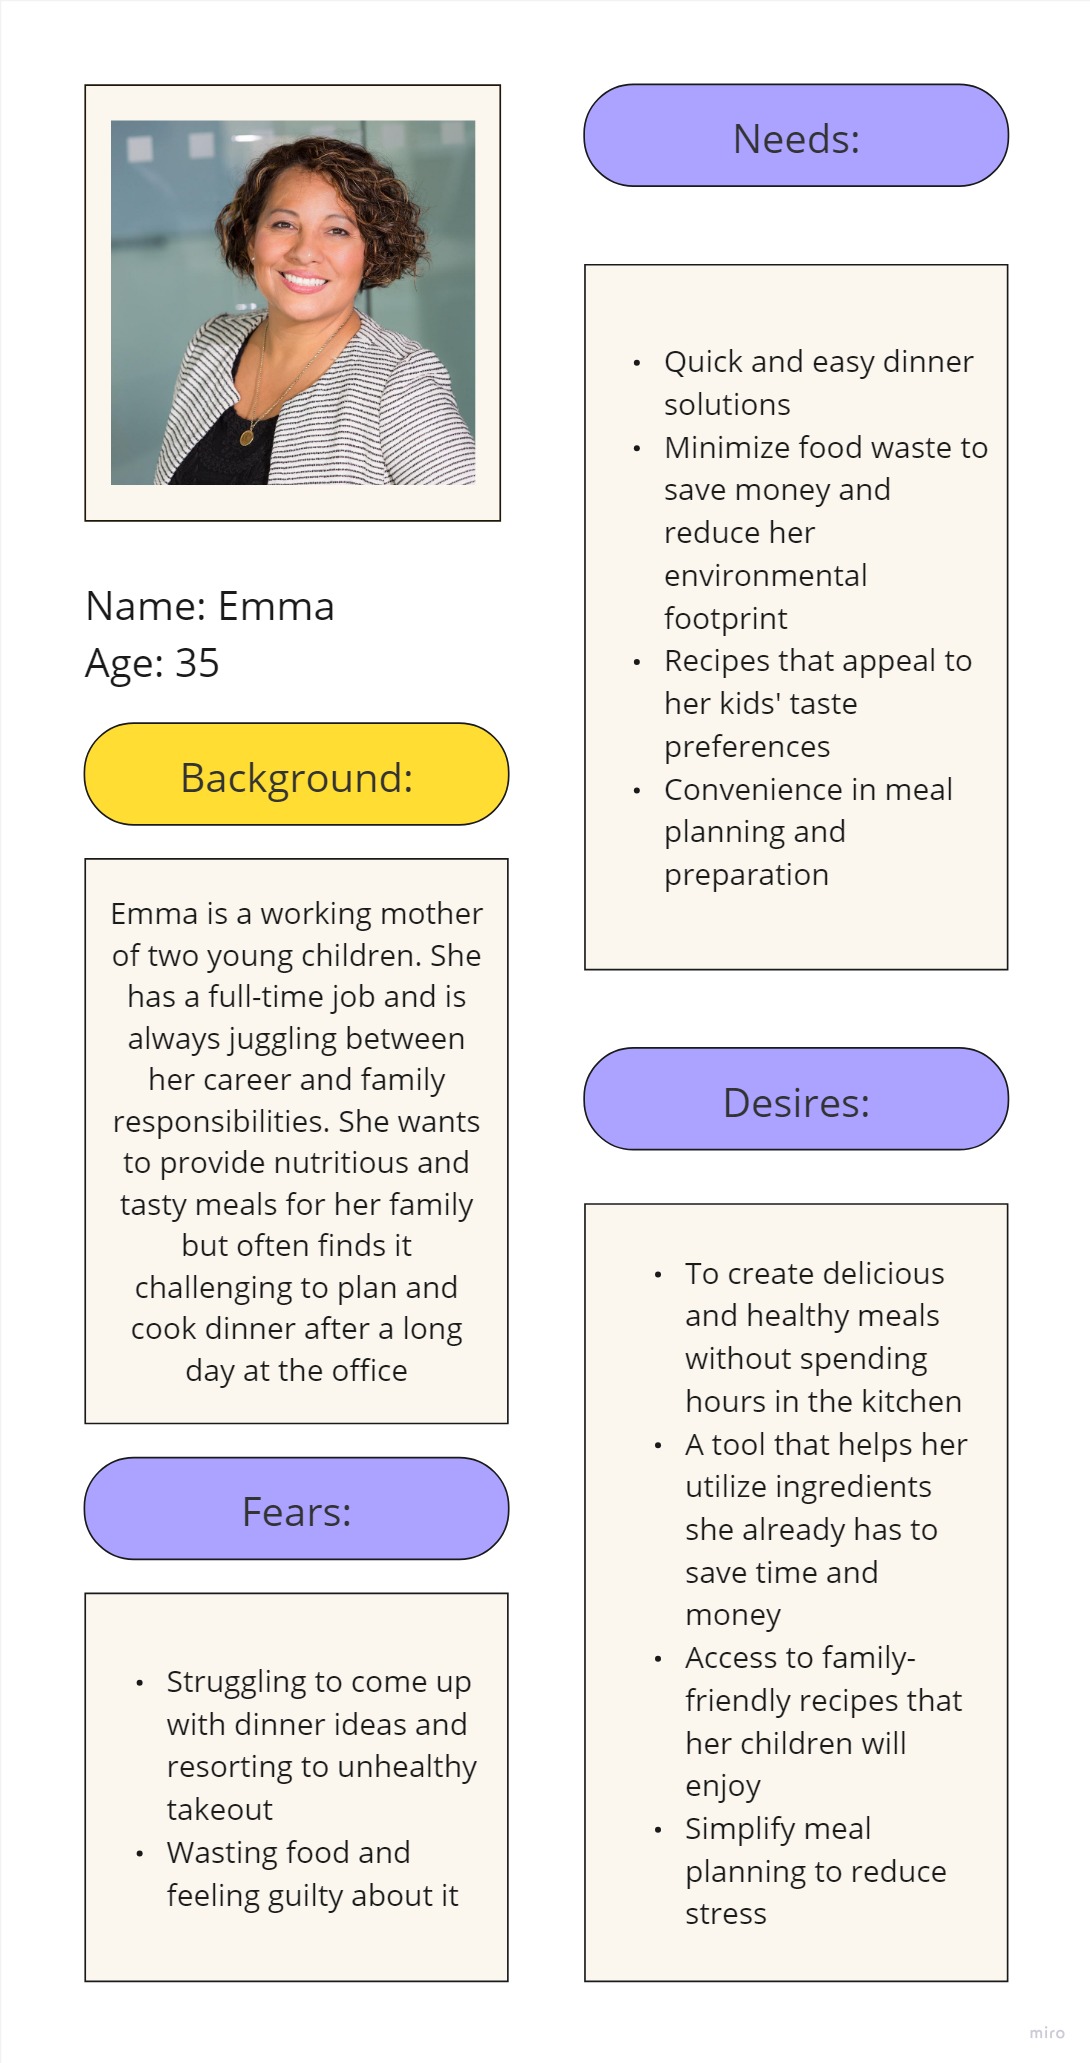 Name: Emma
Age: 35
Background:
Emma is a working mother
of two young children. She
has a full-time job and is
always juggling between
her career and family
responsibilities. She wants
to provide nutritious and
tasty meals for her family
but often finds it
challenging to plan and
cook dinner after a long
day at the office
Fears:
• Struggling to come up
with dinner ideas and
resorting to unhealthy
takeout
• Wasting food and
feeling guilty about it
Needs:
• Quick and easy dinner
solutions
• Minimize food waste to
save money and
reduce her
environmental
footprint
• Recipes that appeal to
her kids' taste
preferences
• Convenience in meal
planning and
preparation
Desires:
• To create delicious
and healthy meals
without spending
hours in the kitchen
• A tool that helps her
utilize ingredients
she already has to
save time and
money
• Access to family-
friendly recipes that
her children will
enjoy
• Simplify meal
planning to reduce
stress
miro